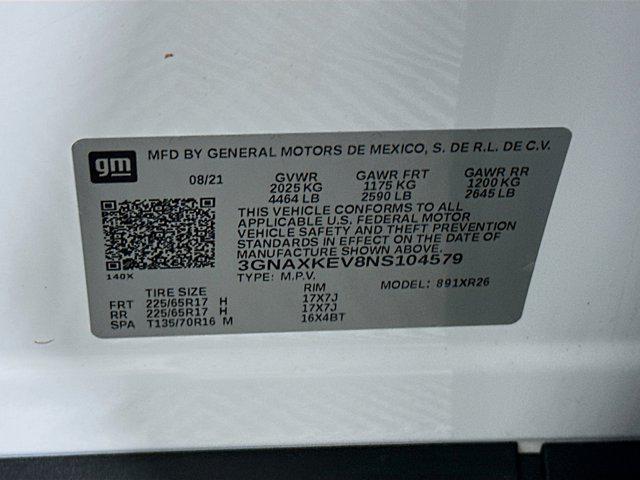 gm
MFD BY GENERAL MOTORS DE MEXICO, S. DE R.L. DE C.V.
08/21 GVWR GAWR FRT GAWR RR
2025 KG 1175 KG 1200 KG
4464 LB 2590 LB 2645 LB
THIS VEHICLE CONFORMS TO ALL
APPLICABLE U.S. FEDERAL MOTOR
VEHICLE SAFETY AND THEFT PREVENTION
STANDARDS IN EFFECT ON THE DATE OF
MANUFACTURE SHOWN ABOVE.
3GNAXKEV8NS104579
140X TYPE: M.P.V. MODEL: 891XR26
TIRE SIZE RIM
FRT 225/65R17 H 17X7J
RR 225/65R17 H 17X7J
SPA T135/70R16 M 16X4BT